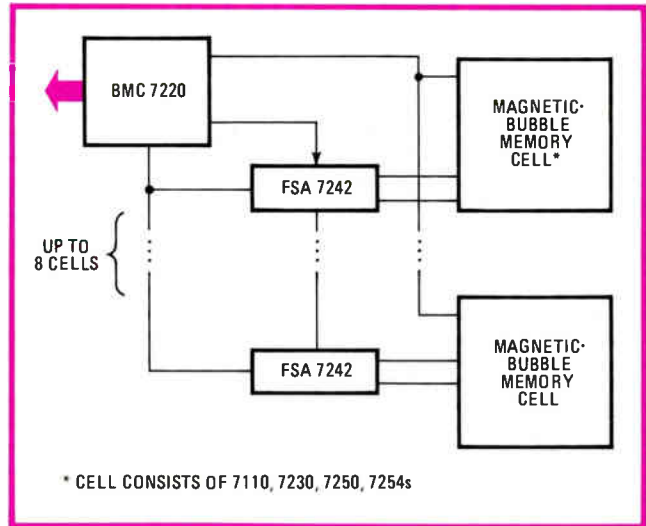 BMC 7220
MAGNETIC·
BUBBLE
MEMORY
CELL*
FSA 7242
UP TO
8 CELLS
FSA 7242
MAGNETIC·
BUBBLE
MEMORY
CELL
* CELL CONSISTS OF 7110, 7230, 7250, 7254s